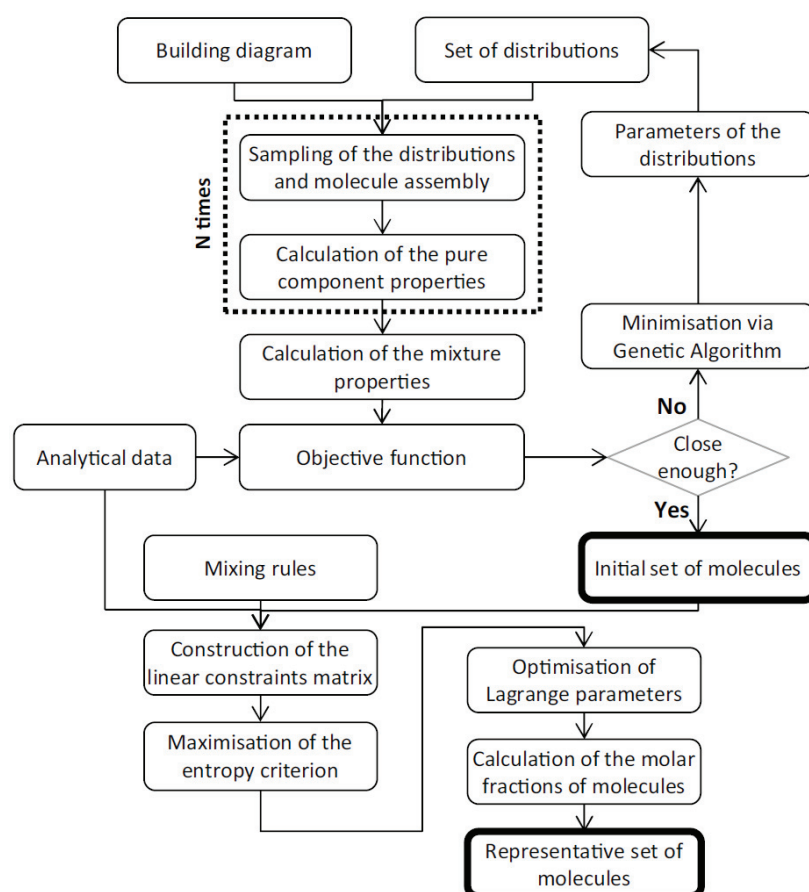 Building diagram
Set of distributions
Parameters of the
distributions
N times
Sampling of the distributions
and molecule assembly
Calculation of the pure
component properties
Minimisation via
Genetic Algorithm
Calculation of the mixture
properties
No
Analytical data
Objective function
Close
enough?
Yes
Mixing rules
Initial set of molecules
Construction of the
linear constraints matrix
Optimisation of
Lagrange parameters
Maximisation of the
entropy criterion
Calculation of the molar
fractions of molecules
Representative set of
molecules